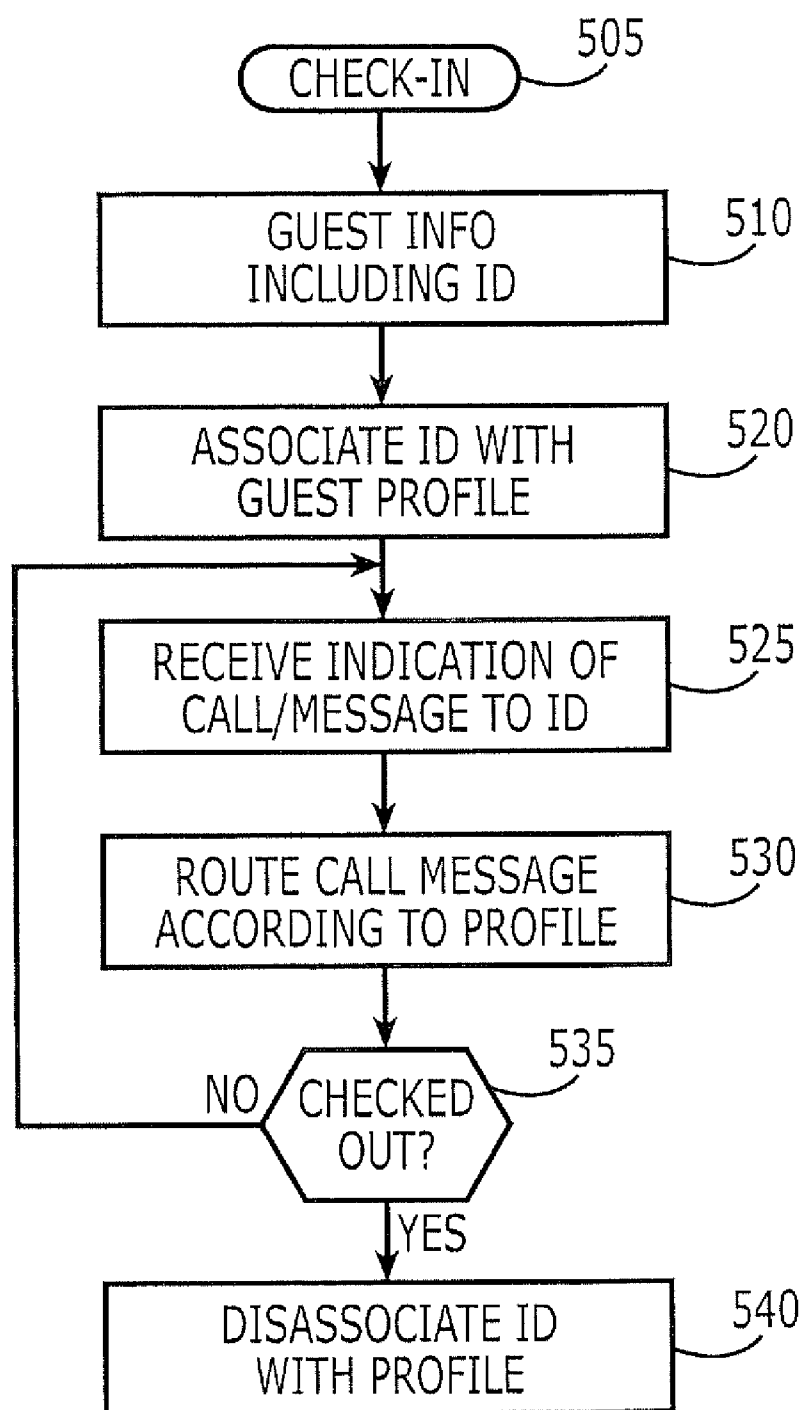 CHECK-IN
505
GUEST INFO
INCLUDING ID
510
ASSOCIATE ID WITH
GUEST PROFILE
520
RECEIVE INDICATION OF
CALL/MESSAGE TO ID
525
ROUTE CALL MESSAGE
ACCORDING TO PROFILE
530
CHECKED
OUT?
535
NO
YES
DISASSOCIATE ID
WITH PROFILE
540